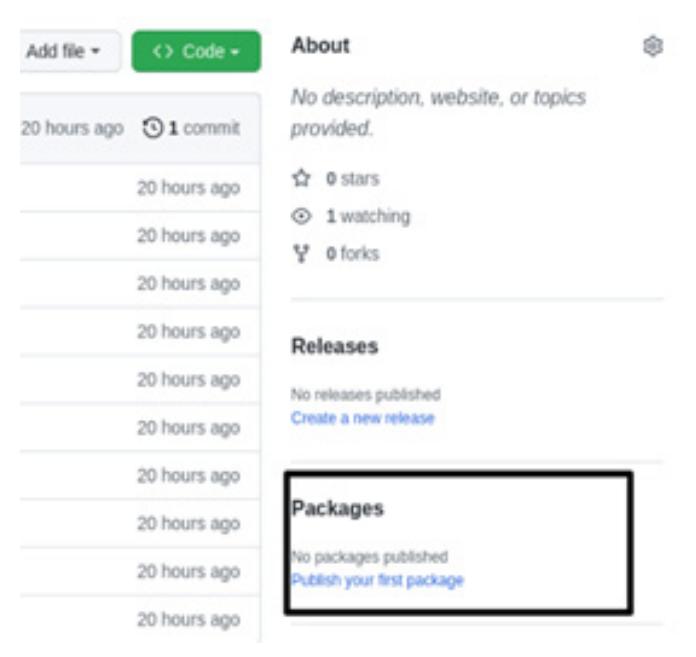 Add file
<> Code
20 hours ago 1 commit
20 hours ago
20 hours ago
20 hours ago
20 hours ago
20 hours ago
20 hours ago
20 hours ago
20 hours ago
20 hours ago
20 hours ago
About
No description, website, or topics
provided.
0 stars
1 watching
0 forks
Releases
No releases published
Create a new release
Packages
No packages published
Publish your first package